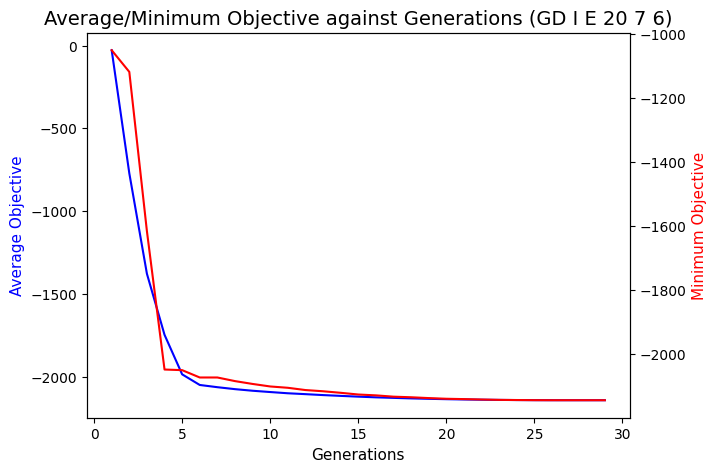 Average/Minimum Objective against Generations (GD I E 20 7 6)
Average Objective
0
−500
−1000
−1500
−2000
−1000
−1200
−1400
−1600
−1800
−2000
Minimum Objective
0 5 10 15 20 25 30
Generations